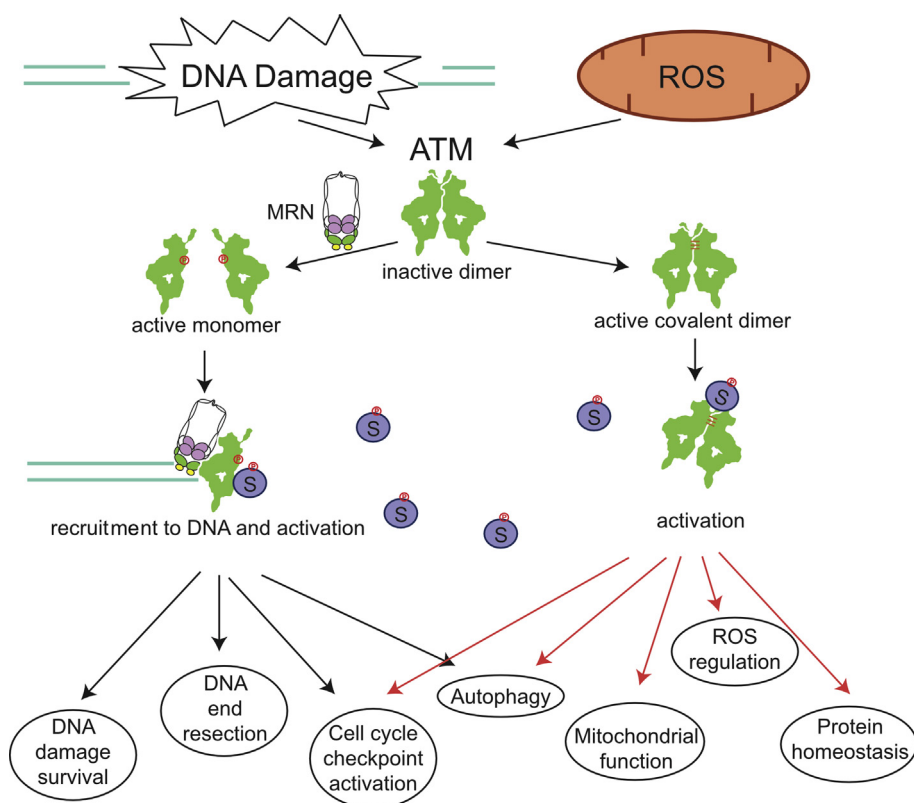 DNA Damage
ROS
ATM
MRN
inactive dimer
P
P
active monomer
active covalent dimer
P
S
P
S
P
S
P
P
S
P
S
P
S
recruitment to DNA and activation
activation
DNA
damage
survival
DNA
end
resection
Cell cycle
checkpoint
activation
Autophagy
Mitochondrial
function
ROS
regulation
Protein
homeostasis